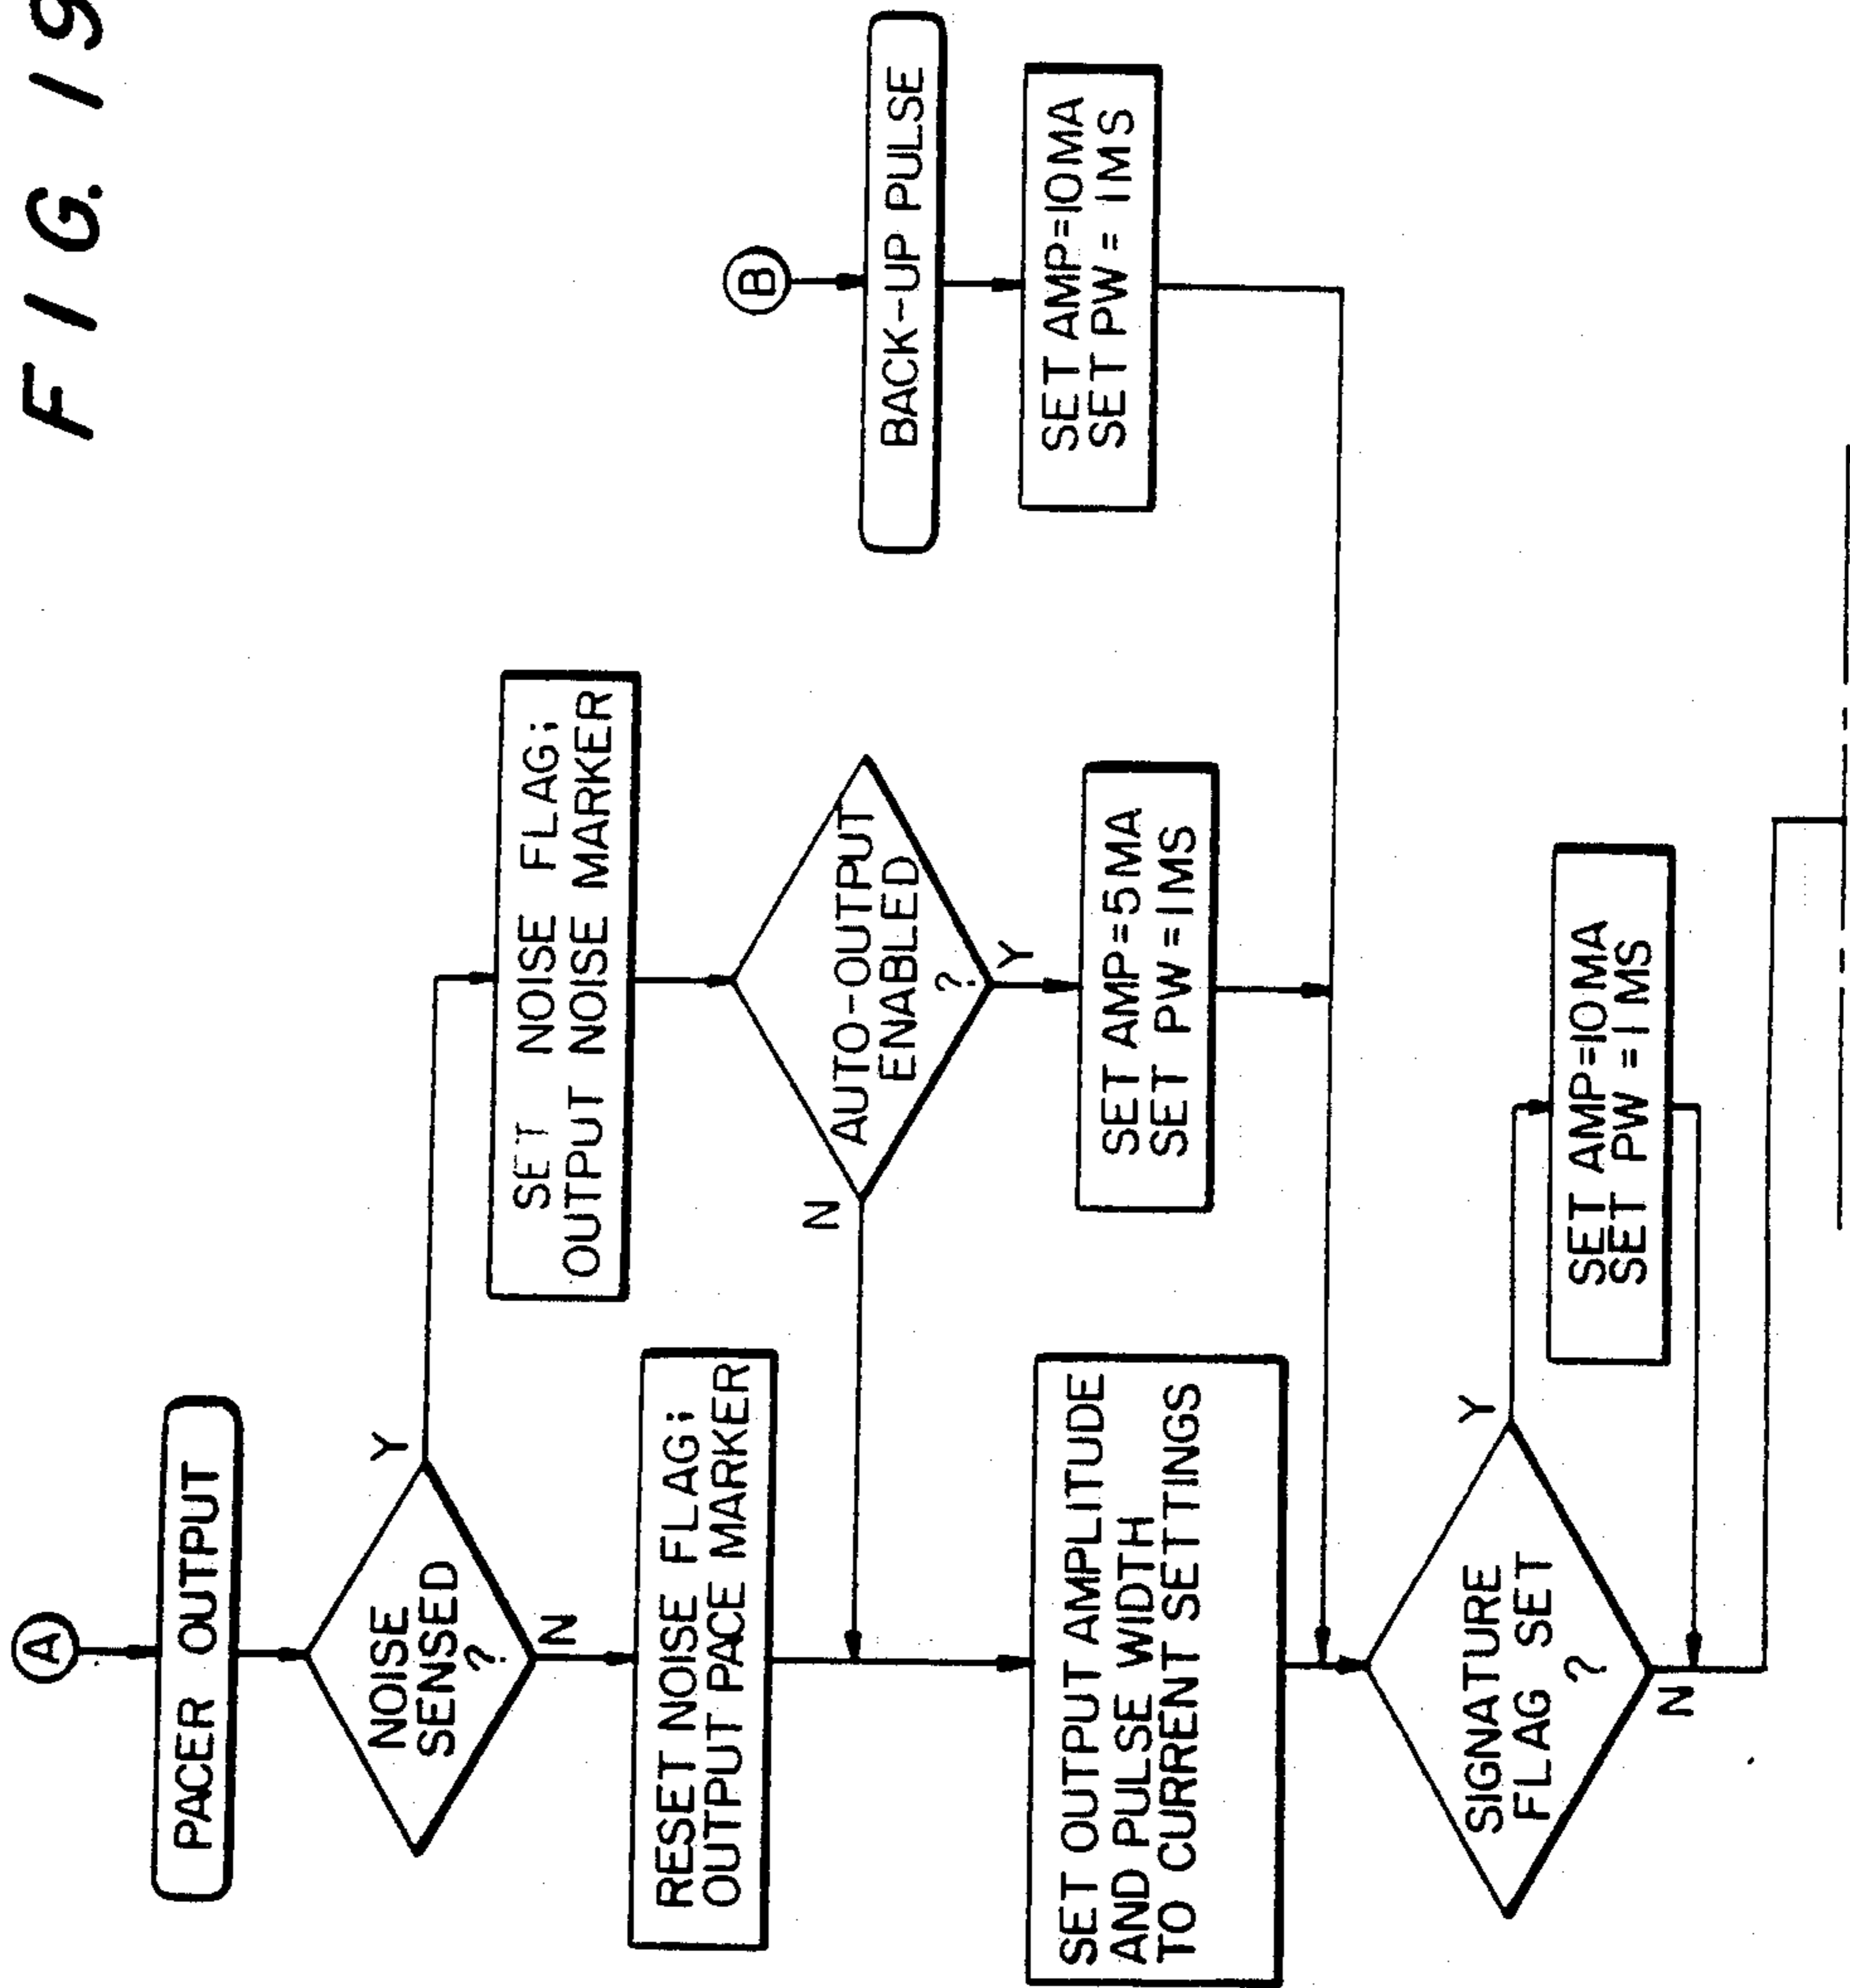 FIG. 19
A
PACER OUTPUT
NOISE
SENSED
?
Y
N
SET NOISE FLAG;
OUTPUT NOISE MARKER
RESET NOISE FLAG;
OUTPUT PACE MARKER
AUTO-OUTPUT
ENABLED
?
N
Y
SET AMP=5MA
SET PW=1MS
B
BACK-UP PULSE
SET AMP=10MA
SET PW=1MS
SET OUTPUT AMPLITUDE
AND PULSE WIDTH
TO CURRENT SETTINGS
SIGNATURE
FLAG SET
?
Y
N
SET AMP=10MA
SET PW=1MS